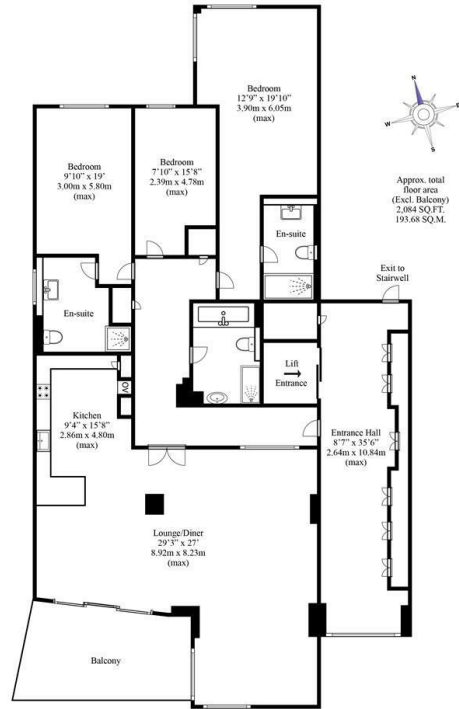 Bedroom
12'9" x 19'10"
3.90m x 6.05m
(max)
N
W
E
S
Bedroom
9'10" x 19'
3.00m x 5.80m
(max)
Bedroom
7'10" x 15'8"
2.39m x 4.78m
(max)
Approx. total
floor area
(Excl. Balcony)
2,084 SQ.FT.
193.68 SQ.M.
En-suite
Exit to
Stairwell
En-suite
Lift
Entrance
OV
Kitchen
9'4" x 15'8"
2.86m x 4.80m
(max)
Entrance Hall
8'7" x 35'6"
2.64m x 10.84m
(max)
Lounge/Diner
29'3" x 27'
8.92m x 8.23m
(max)
Balcony